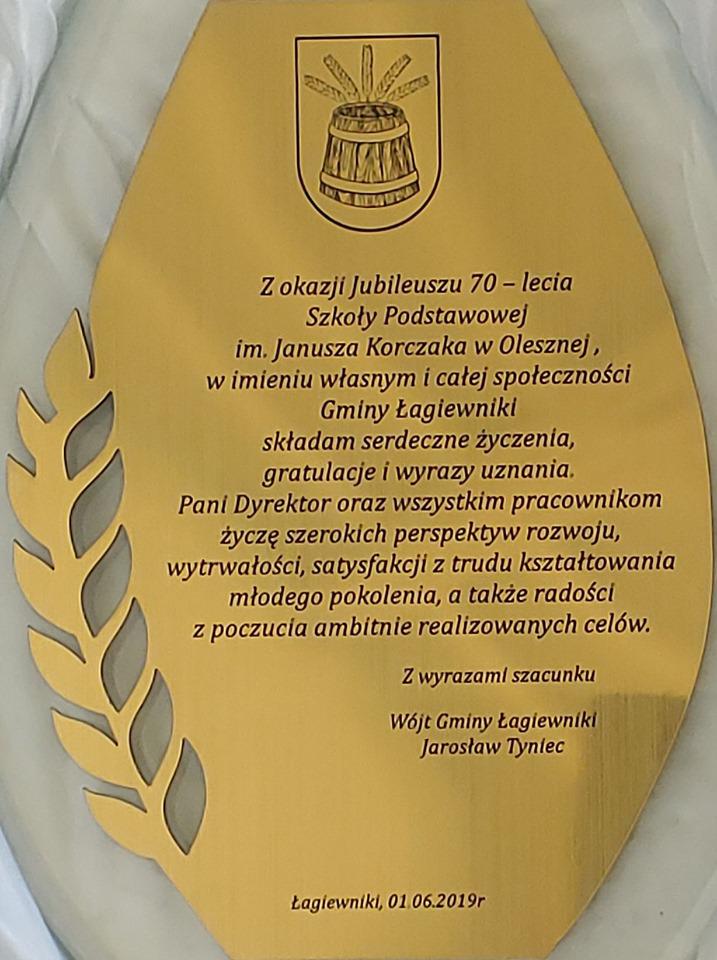 Z okazji Jubileuszu 70 – lecia
Szkoły Podstawowej
im. Janusza Korczaka w Olesznej ,
w imieniu własnym i całej społeczności
Gminy Łagiewniki
składam serdeczne życzenia,
gratulacje i wyrazy uznania.
Pani Dyrektor oraz wszystkim pracownikom
życzę szerokich perspektyw rozwoju,
wytrwałości, satysfakcji z trudu kształtowania
młodego pokolenia, a także radości
z poczucia ambitnie realizowanych celów.
Z wyrazami szacunku
Wójt Gminy Łagiewniki
Jarosław Tyniec
Łagiewniki, 01.06.2019r